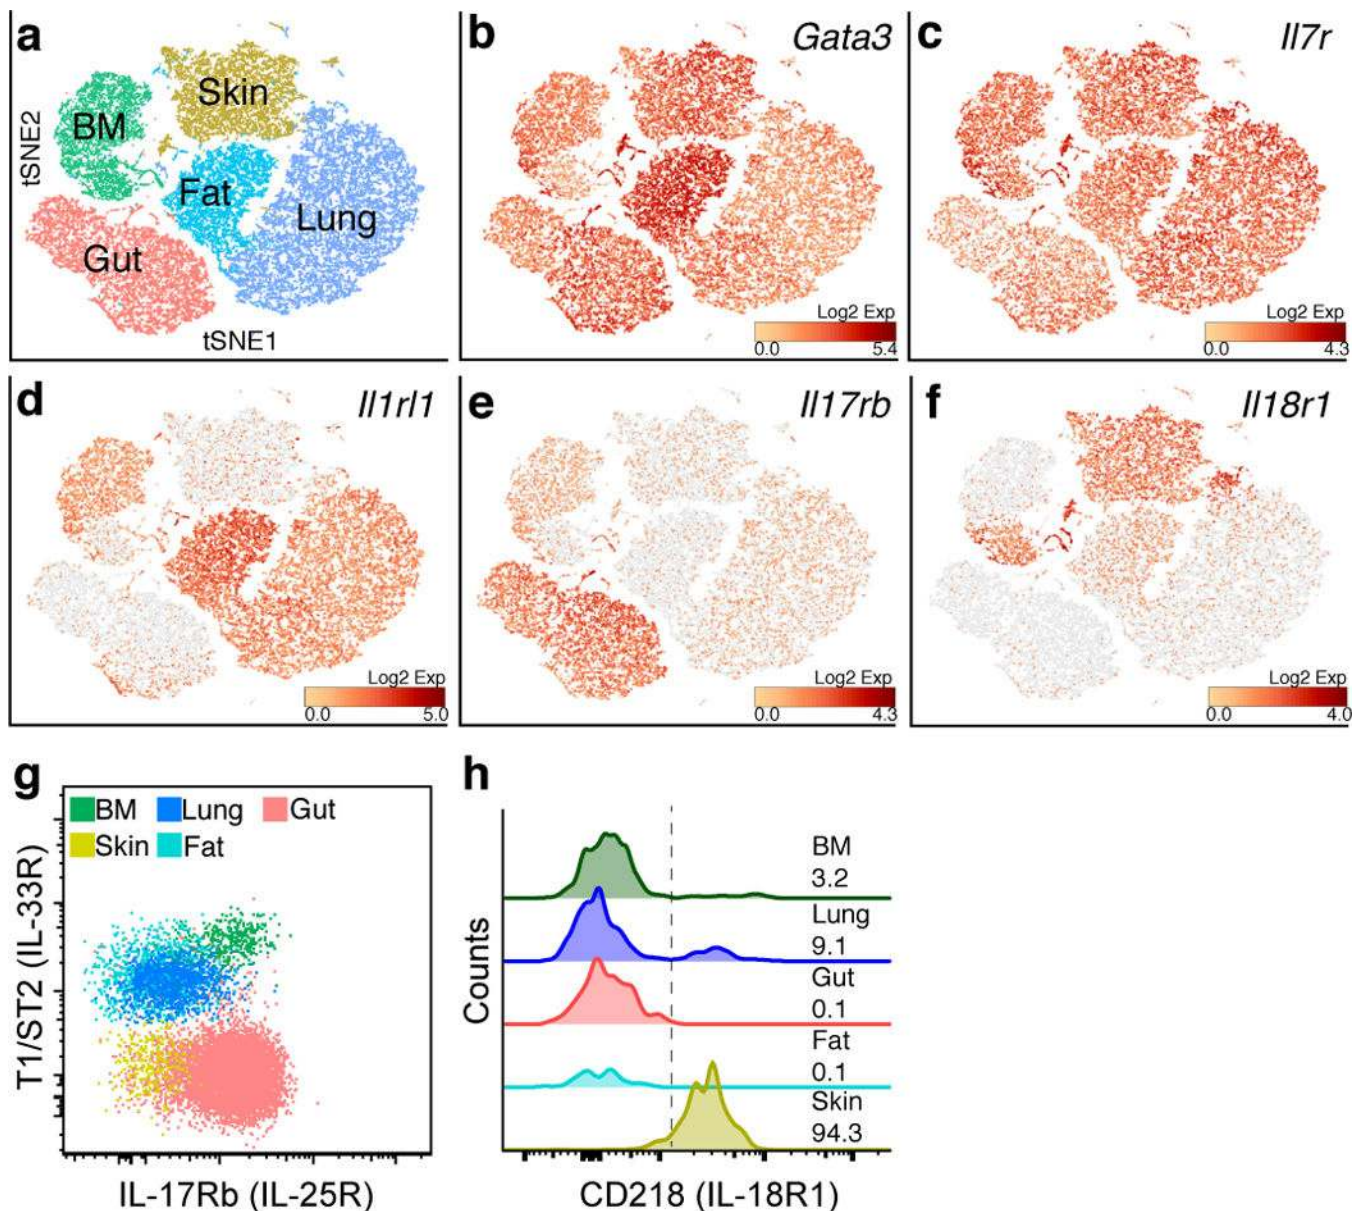 a
BM
Skin
Fat
Lung
Gut
tSNE2
tSNE1
b
Gata3
Log2 Exp
0.0 5.4
c
Il7r
Log2 Exp
0.0 4.3
d
Il1rl1
Log2 Exp
0.0 5.0
e
Il17rb
Log2 Exp
0.0 4.3
f
Il18r1
Log2 Exp
0.0 4.0
g
BM Lung Gut
Skin Fat
T1/ST2 (IL-33R)
IL-17Rb (IL-25R)
h
Counts
BM
3.2
Lung
9.1
Gut
0.1
Fat
0.1
Skin
94.3
CD218 (IL-18R1)